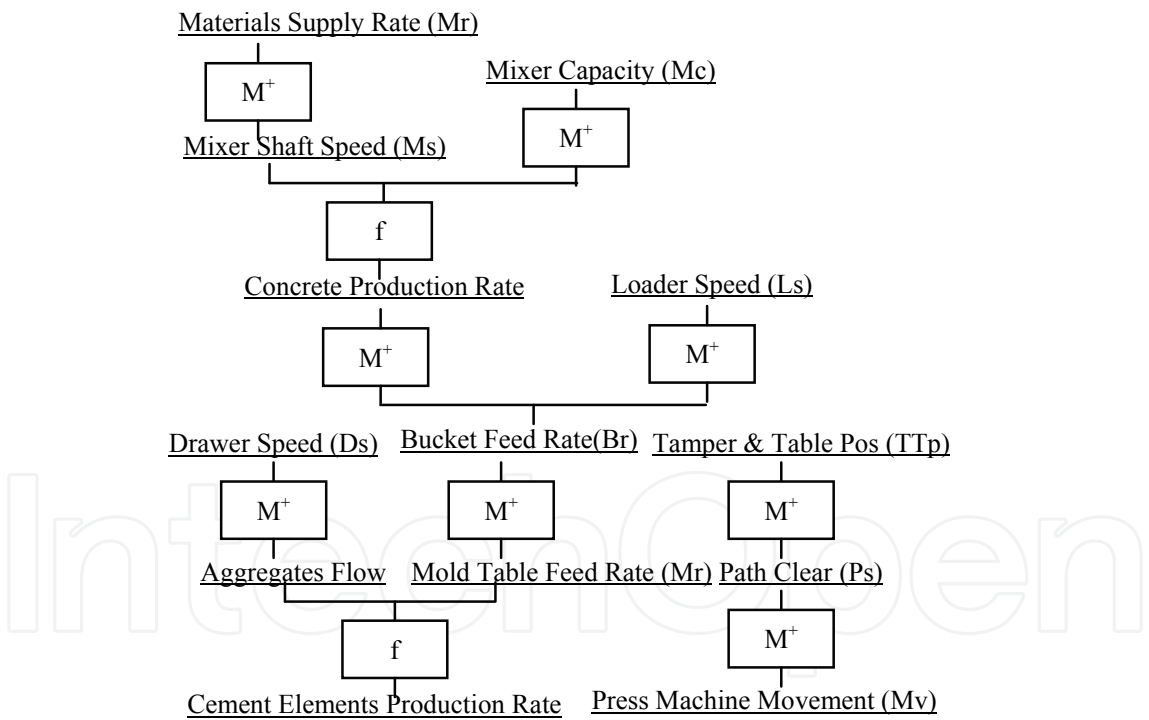 Materials Supply Rate (Mr)
Mixer Capacity (Mc)
M+
M+
Mixer Shaft Speed (Ms)
f
Concrete Production Rate
Loader Speed (Ls)
M+
M+
Drawer Speed (Ds)
Bucket Feed Rate(Br)
Tamper & Table Pos (TTp)
M+
M+
M+
Aggregates Flow
Mold Table Feed Rate (Mr)
Path Clear (Ps)
f
M+
Cement Elements Production Rate
Press Machine Movement (Mv)
IntechOpen